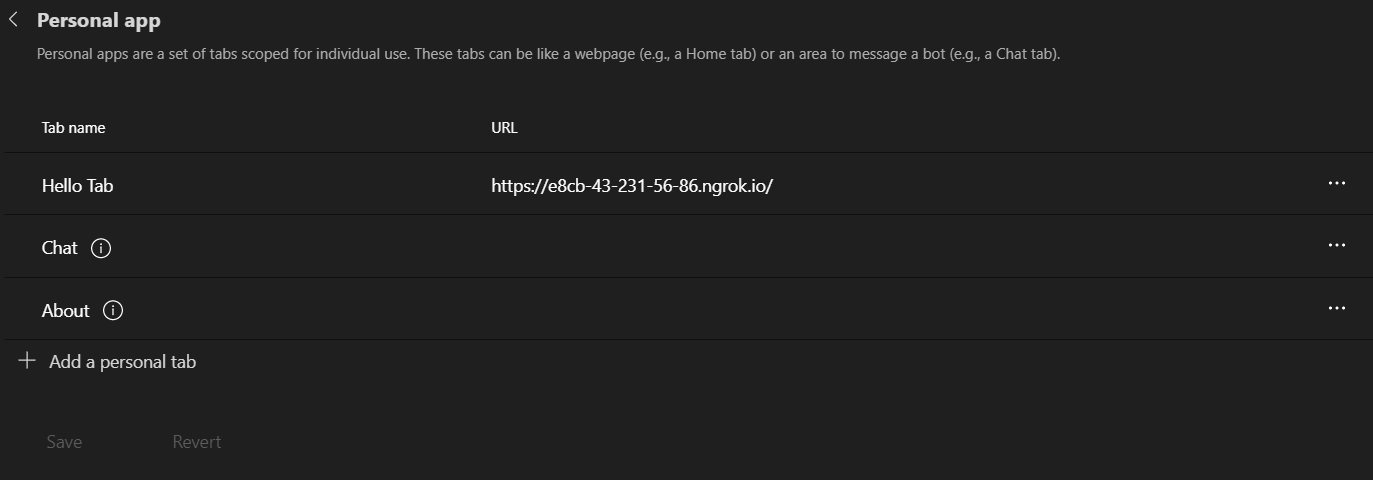 Personal app
Personal apps are a set of tabs scoped for individual use. These tabs can be like a webpage (e.g., a Home tab) or an area to message a bot (e.g., a Chat tab).
Tab name URL
Hello Tab https://e8cb-43-231-56-86.ngrok.io/
Chat
About
Add a personal tab
Save Revert